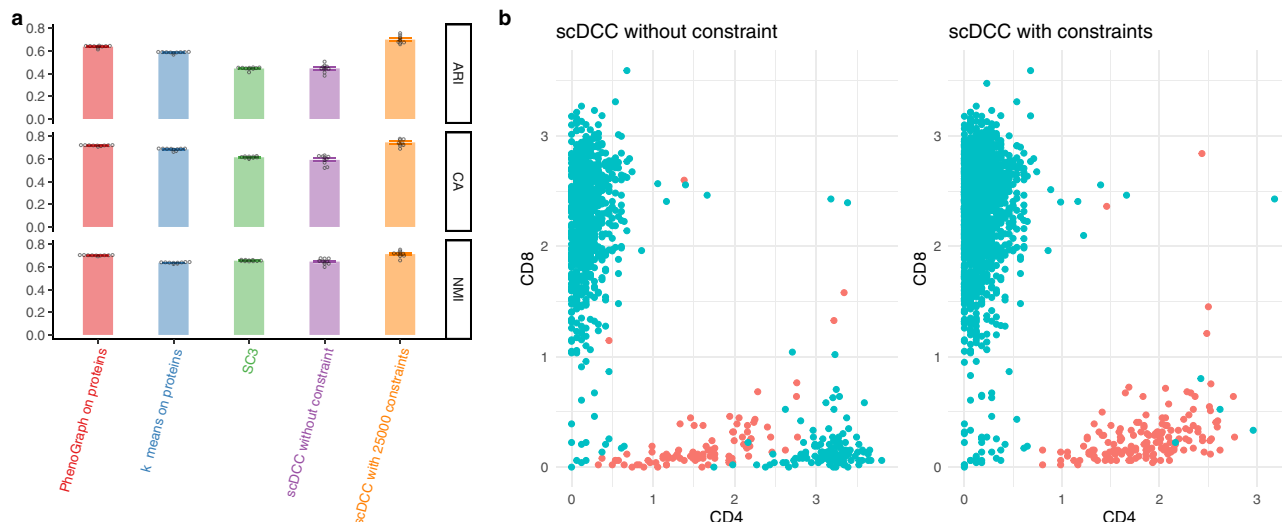 a
0.8
0.6
0.4
0.2
0.0
ARI
0.8
0.6
0.4
0.2
0.0
CA
0.8
0.6
0.4
0.2
0.0
NMI
PhenoGraph on proteins
k means on proteins
SC3
scDCC without constraint
scDCC with 25000 constraints
b
scDCC without constraint
CD8
3
2
1
0
0 1 2 3
CD4
scDCC with constraints
CD8
3
2
1
0
0 1 2 3
CD4